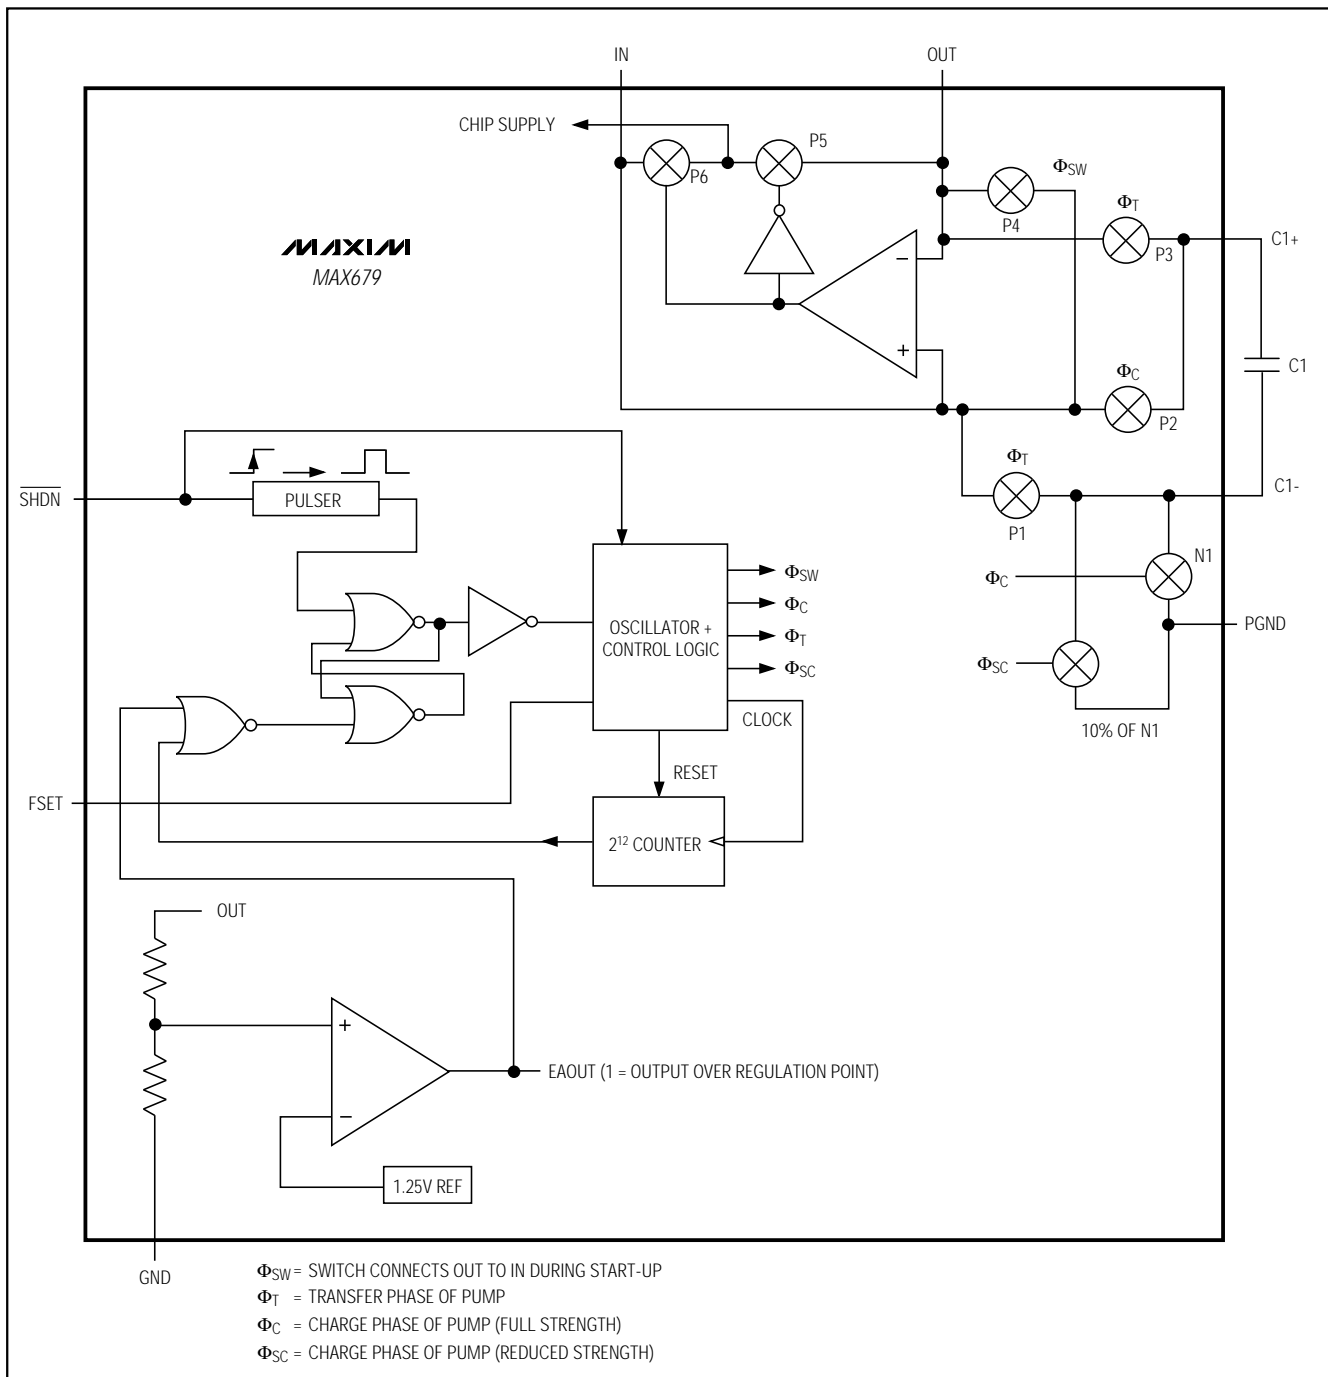 IN OUT
CHIP SUPPLY
P5
P6
ΦSW
P4
ΦT
P3
C1+
MAXIM
MAX679
−
+
C1
ΦC
P2
ΦT
P1
C1-
SHDN
PULSER
N1
ΦC
PGND
ΦSC
10% OF N1
OSCILLATOR +
CONTROL LOGIC
ΦSW
ΦC
ΦT
ΦSC
CLOCK
RESET
FSET
2¹² COUNTER
OUT
+
−
EAOUT (1 = OUTPUT OVER REGULATION POINT)
1.25V REF
GND
ΦSW = SWITCH CONNECTS OUT TO IN DURING START-UP
ΦT = TRANSFER PHASE OF PUMP
ΦC = CHARGE PHASE OF PUMP (FULL STRENGTH)
ΦSC = CHARGE PHASE OF PUMP (REDUCED STRENGTH)